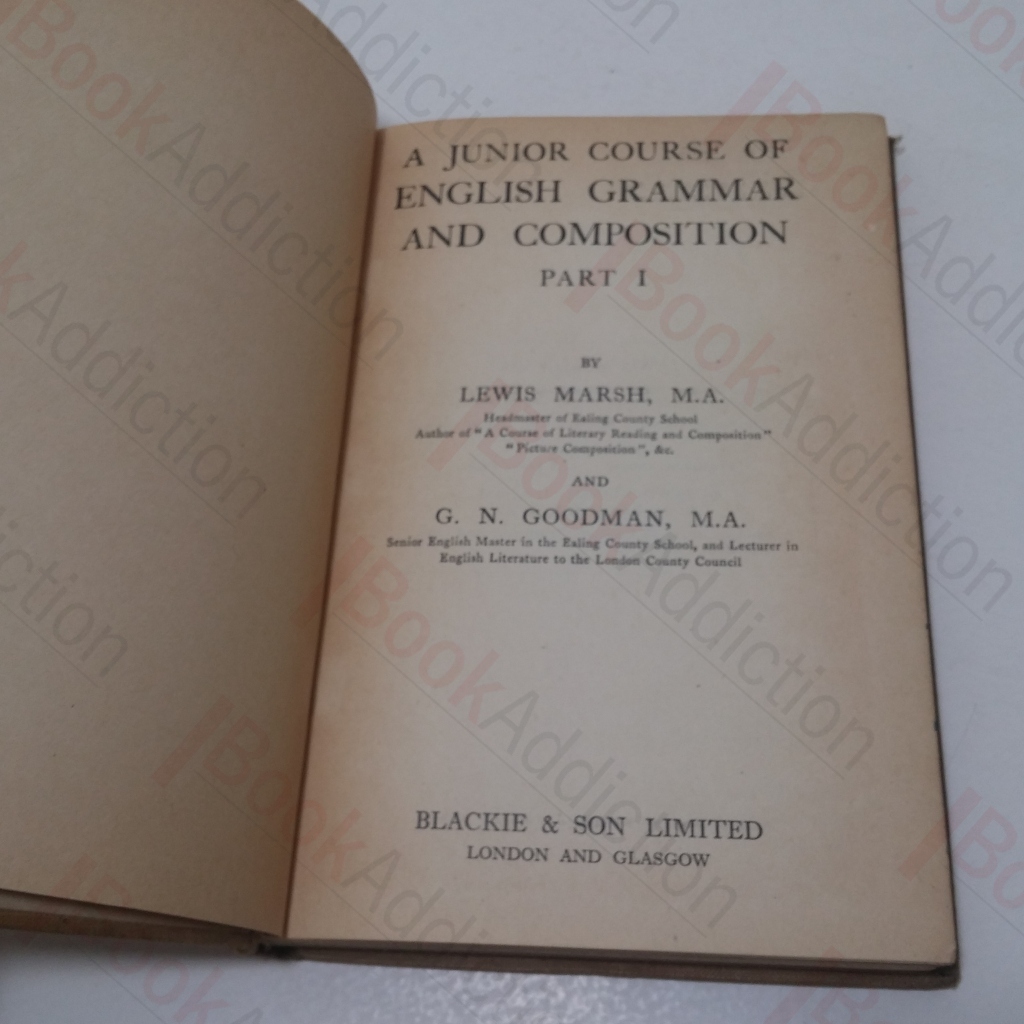 A JUNIOR COURSE OF
ENGLISH GRAMMAR
AND COMPOSITION
PART I
BY
LEWIS MARSH, M.A.
Headmaster of Ealing County School
Author of "A Course of Literary Reading and Composition"
"Picture Composition", &c.
AND
G. N. GOODMAN, M.A.
Senior English Master in the Ealing County School, and Lecturer in
English Literature to the London County Council
BLACKIE & SON LIMITED
LONDON AND GLASGOW
BookAddiction